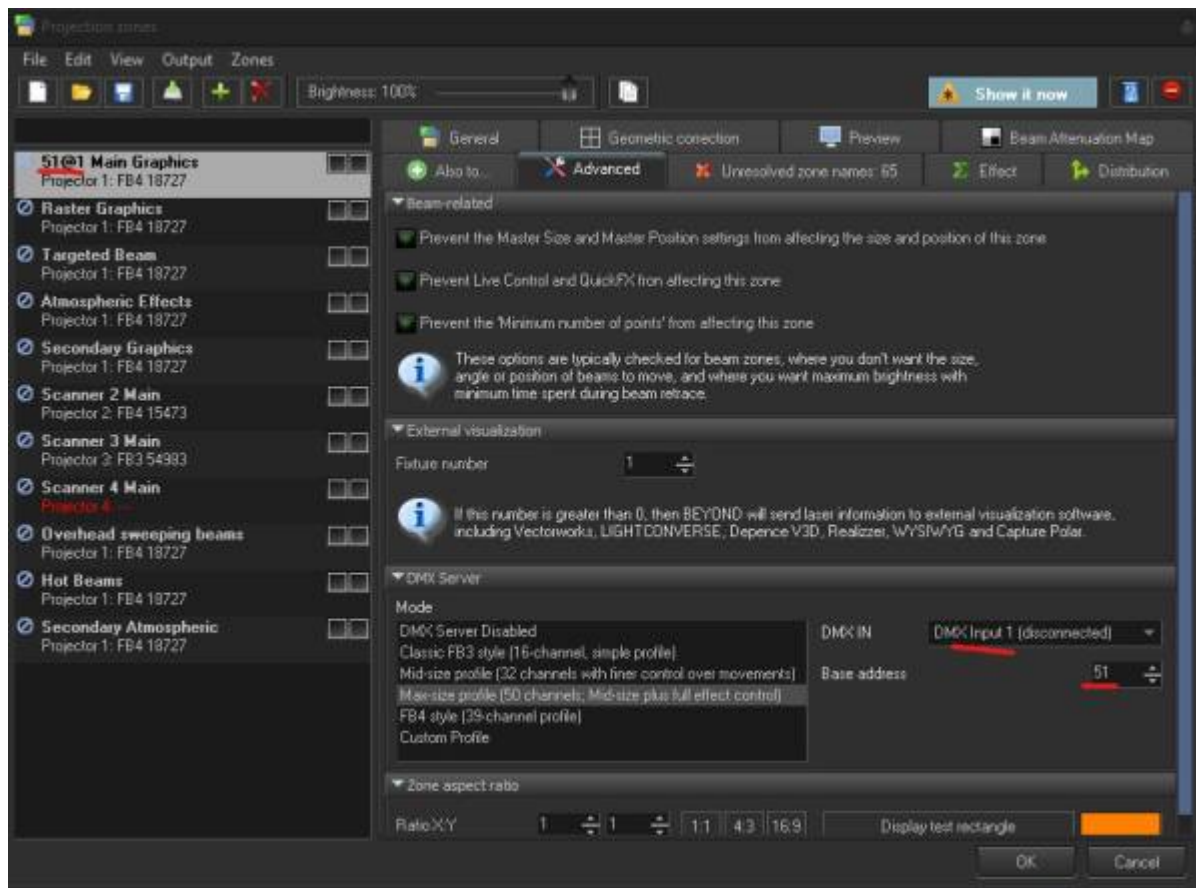 Projection zones
File Edit View Output Zones
Brightness: 100%
Show it now
General
Geometric correction
Preview
Beam Attenuation Map
Also to...
Advanced
Unresolved zone names: 65
Effect
Distribution
51@1 Main Graphics
Projector 1: FB4 18727
Raster Graphics
Projector 1: FB4 18727
Targeted Beam
Projector 1: FB4 18727
Atmospheric Effects
Projector 1: FB4 18727
Secondary Graphics
Projector 1: FB4 18727
Scanner 2 Main
Projector 2: FB4 15473
Scanner 3 Main
Projector 3: FB3 54983
Scanner 4 Main
Projector 4: ---
Overhead sweeping beams
Projector 1: FB4 18727
Hot Beams
Projector 1: FB4 18727
Secondary Atmospheric
Projector 1: FB4 18727
Beam-related
Prevent the Master Size and Master Position settings from affecting the size and position of this zone
Prevent Live Control and QuickFX from affecting this zone
Prevent the 'Minimum number of points' from affecting this zone
These options are typically checked for beam zones, where you don't want the size,
angle or position of beams to move, and where you want maximum brightness with
minimum time spent during beam retrace.
External visualization
Fixture number 1
If this number is greater than 0, then BEYOND will send laser information to external visualization software,
including Vectorworks, LIGHTCONVERSE, Depence V3D, Realizzer, WYSIWYG and Capture Polar.
DMX Server
Mode
DMX Server Disabled
Classic FB3 style (16-channel, simple profile)
Mid-size profile (32 channels with finer control over movements)
Max-size profile (50 channels; Mid-size plus full effect control)
FB4 style (39-channel profile)
Custom Profile
DMX IN DMX Input 1 (disconnected)
Base address 51
Zone aspect ratio
Ratio X:Y 1 1 1:1 4:3 16:9 Display test rectangle
OK Cancel